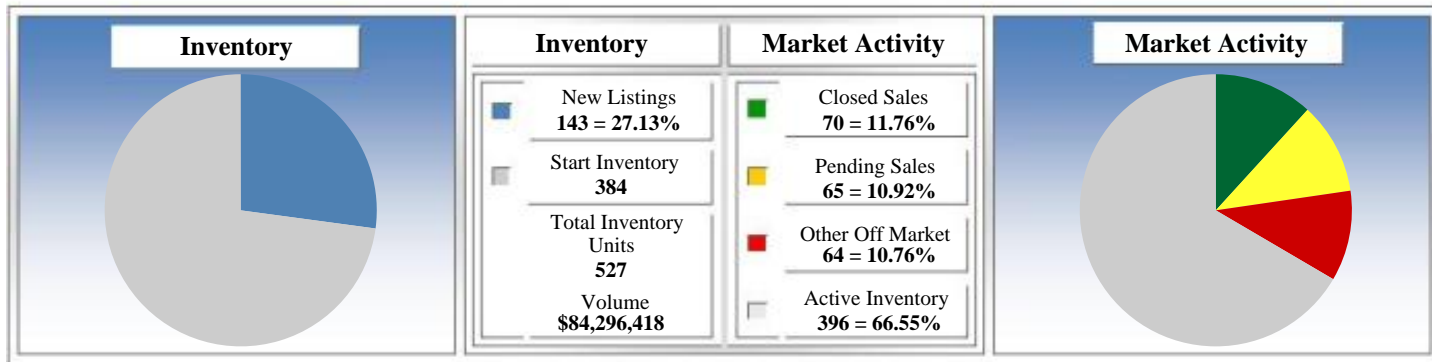 Inventory
Inventory
Market Activity
New Listings
143 = 27.13%
Start Inventory
384
Total Inventory
Units
527
Volume
$84,296,418
Closed Sales
70 = 11.76%
Pending Sales
65 = 10.92%
Other Off Market
64 = 10.76%
Active Inventory
396 = 66.55%
Market Activity